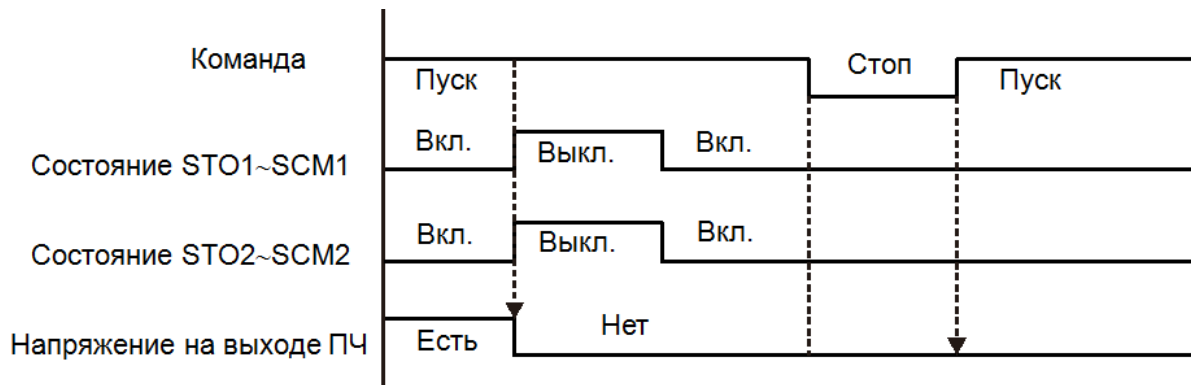 Команда
Пуск
Стоп
Пуск
Состояние STO1~SCM1
Вкл.
Выкл.
Вкл.
Состояние STO2~SCM2
Вкл.
Выкл.
Вкл.
Напряжение на выходе ПЧ
Есть
Нет